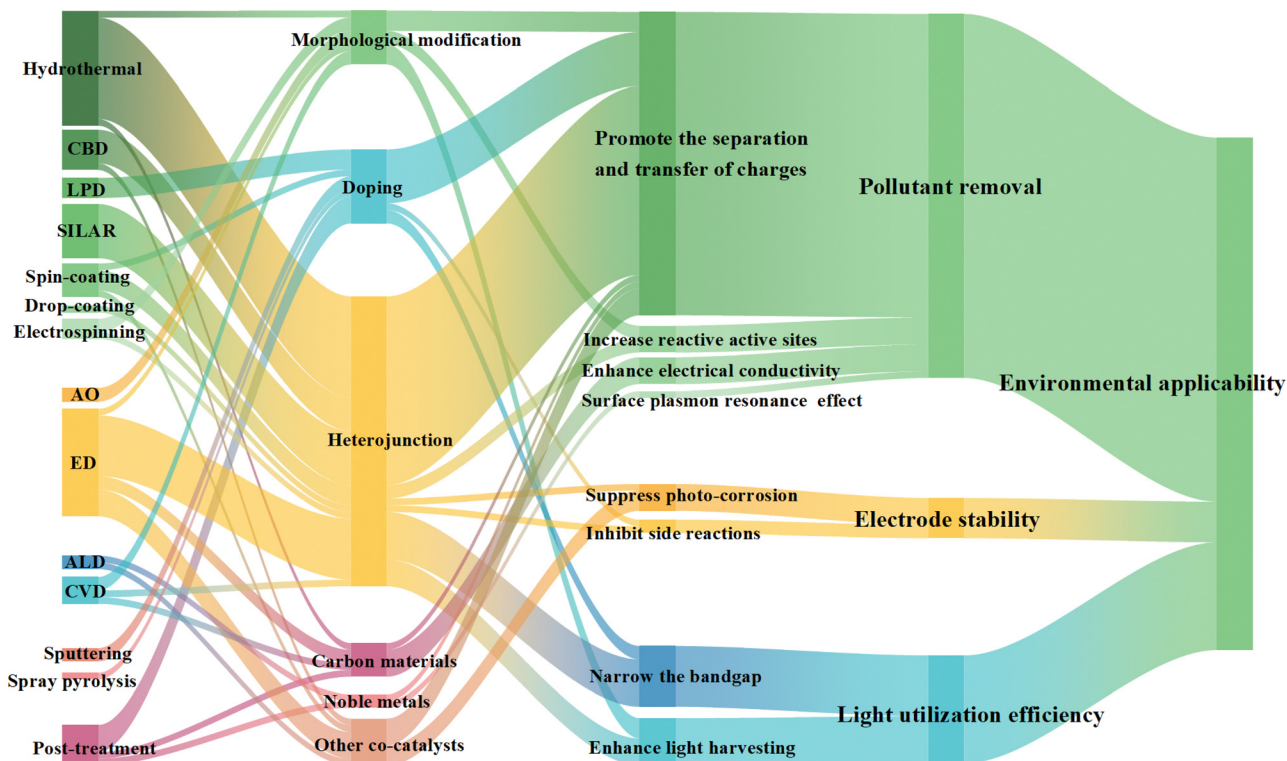 Hydrothermal
CBD
LPD
SILAR
Spin-coating
Drop-coating
Electrospinning
AO
ED
ALD
CVD
Sputtering
Spray pyrolysis
Post-treatment
Morphological modification
Doping
Heterojunction
Carbon materials
Noble metals
Other co-catalysts
Promote the separation
and transfer of charges
Increase reactive active sites
Enhance electrical conductivity
Surface plasmon resonance effect
Suppress photo-corrosion
Inhibit side reactions
Narrow the bandgap
Enhance light harvesting
Pollutant removal
Electrode stability
Light utilization efficiency
Environmental applicability